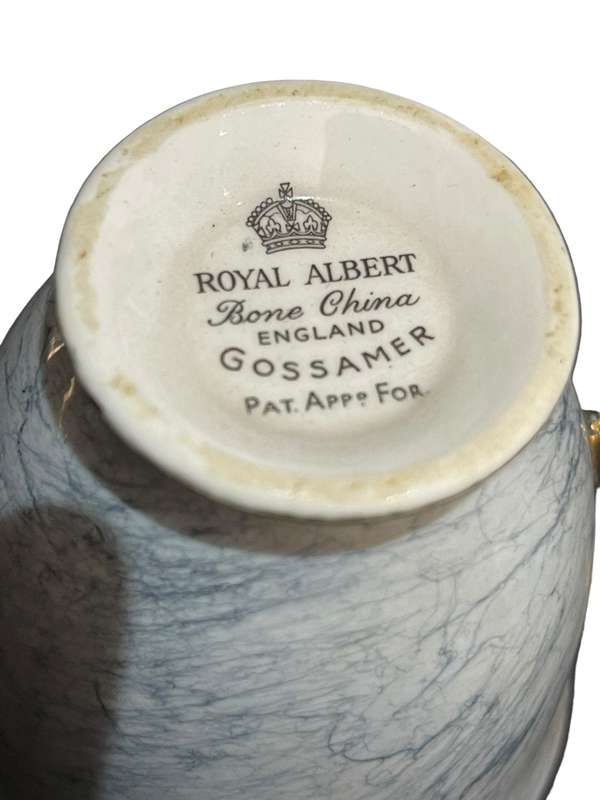 ROYAL ALBERT
Bone China
ENGLAND
GOSSAMER
PAT. APPD FOR.